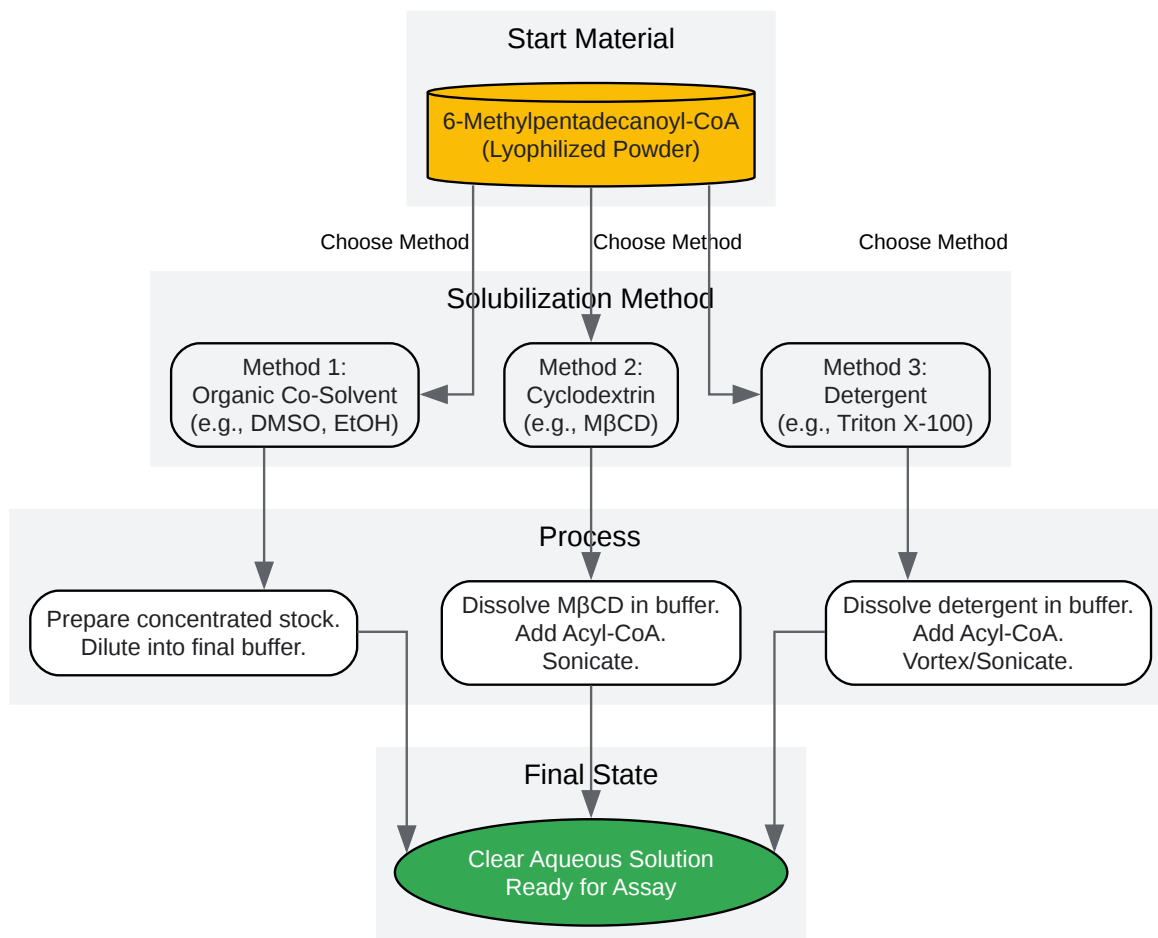 Start Material
6-Methylpentadecanoyl-CoA
(Lyophilized Powder)
Choose Method
Choose Method
Choose Method
Solubilization Method
Method 1:
Organic Co-Solvent
(e.g., DMSO, EtOH)
Method 2:
Cyclodextrin
(e.g., MβCD)
Method 3:
Detergent
(e.g., Triton X-100)
Process
Prepare concentrated stock.
Dilute into final buffer.
Dissolve MβCD in buffer.
Add Acyl-CoA.
Sonicate.
Dissolve detergent in buffer.
Add Acyl-CoA.
Vortex/Sonicate.
Final State
Clear Aqueous Solution
Ready for Assay